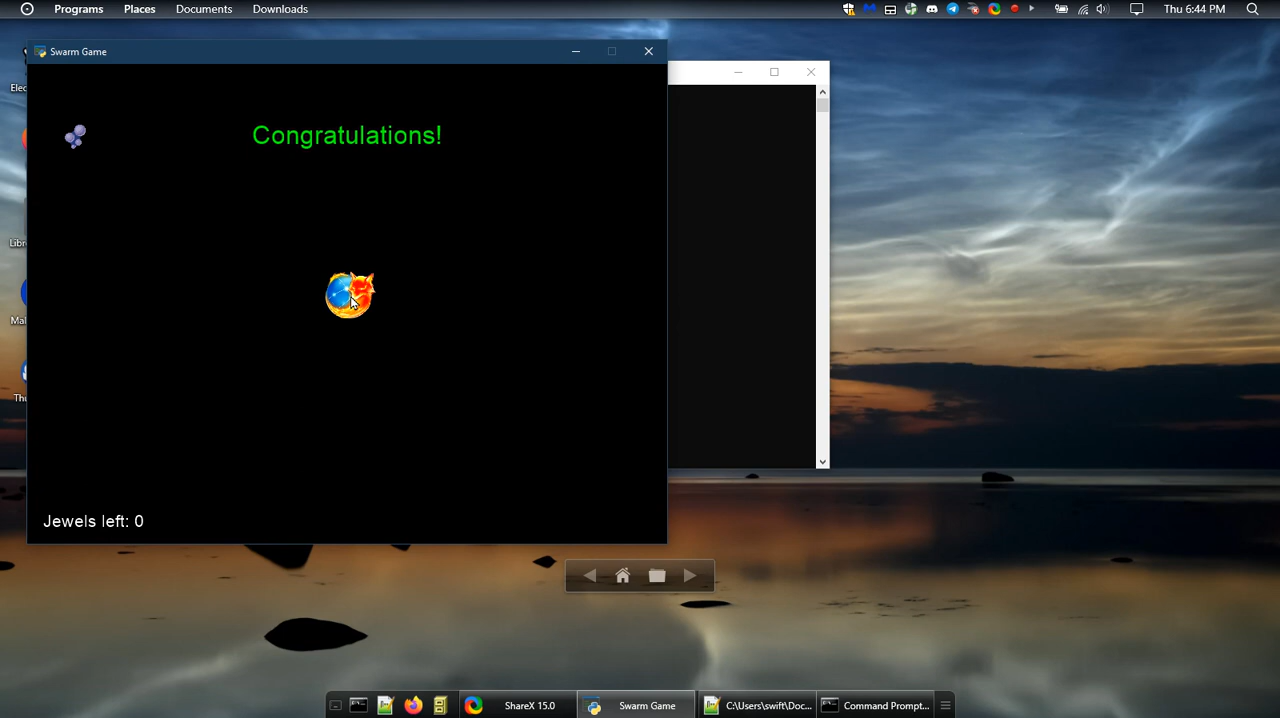 Programs Places Documents Downloads
Thu 6:44 PM
Swarm Game
Congratulations!
Jewels left: 0
ShareX 15.0
Swarm Game
C:\Users\swift\Doc...
Command Prompt...